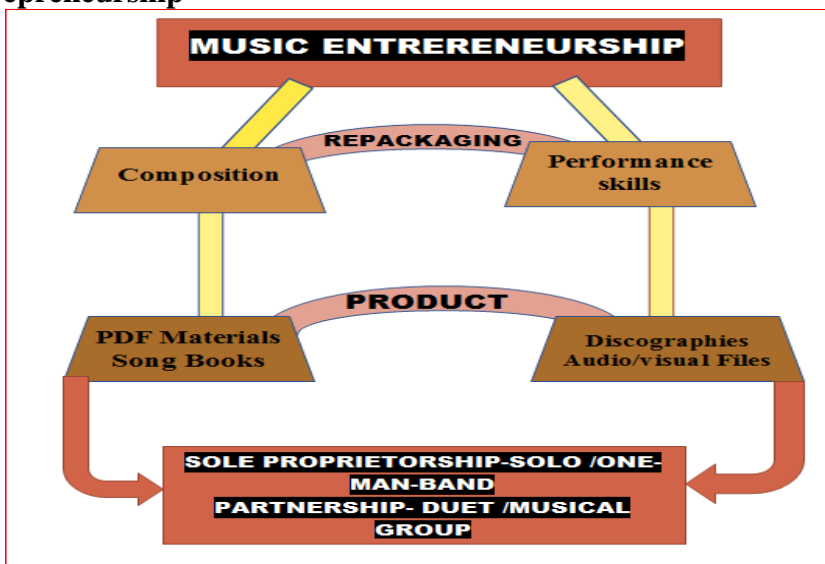 epreneurship
MUSIC ENTRERENEURSHIP
REPACKAGING
Composition
Performance
skills
PRODUCT
PDF Materials
Song Books
Discographies
Audio/visual Files
SOLE PROPRIETORSHIP-SOLO /ONE-
MAN-BAND
PARTNERSHIP- DUET /MUSICAL
GROUP